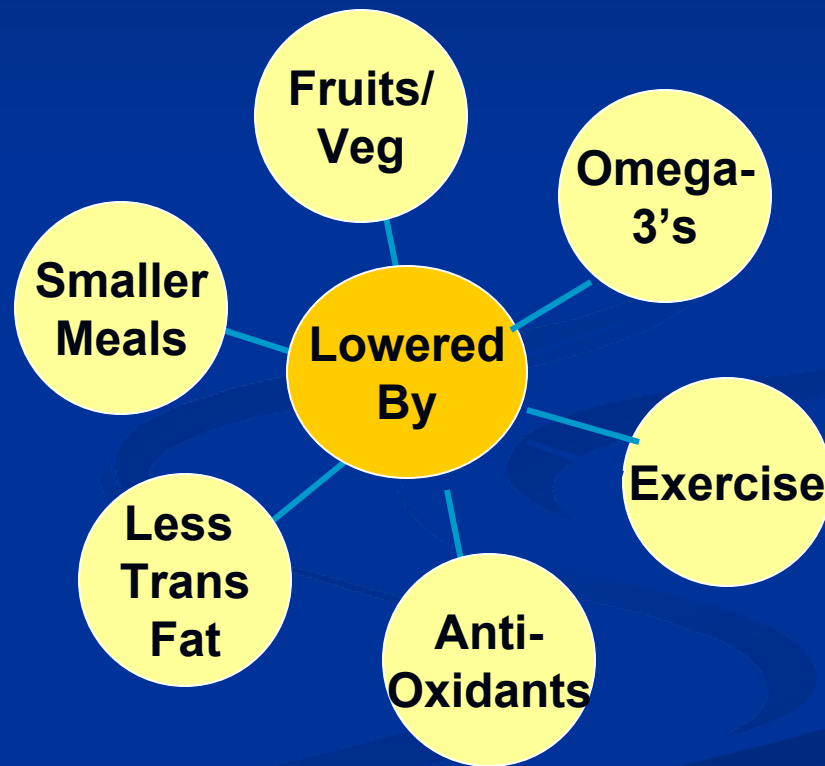 Fruits/
Veg
Omega-
3’s
Smaller
Meals
Lowered
By
Exercise
Less
Trans
Fat
Anti-
Oxidants